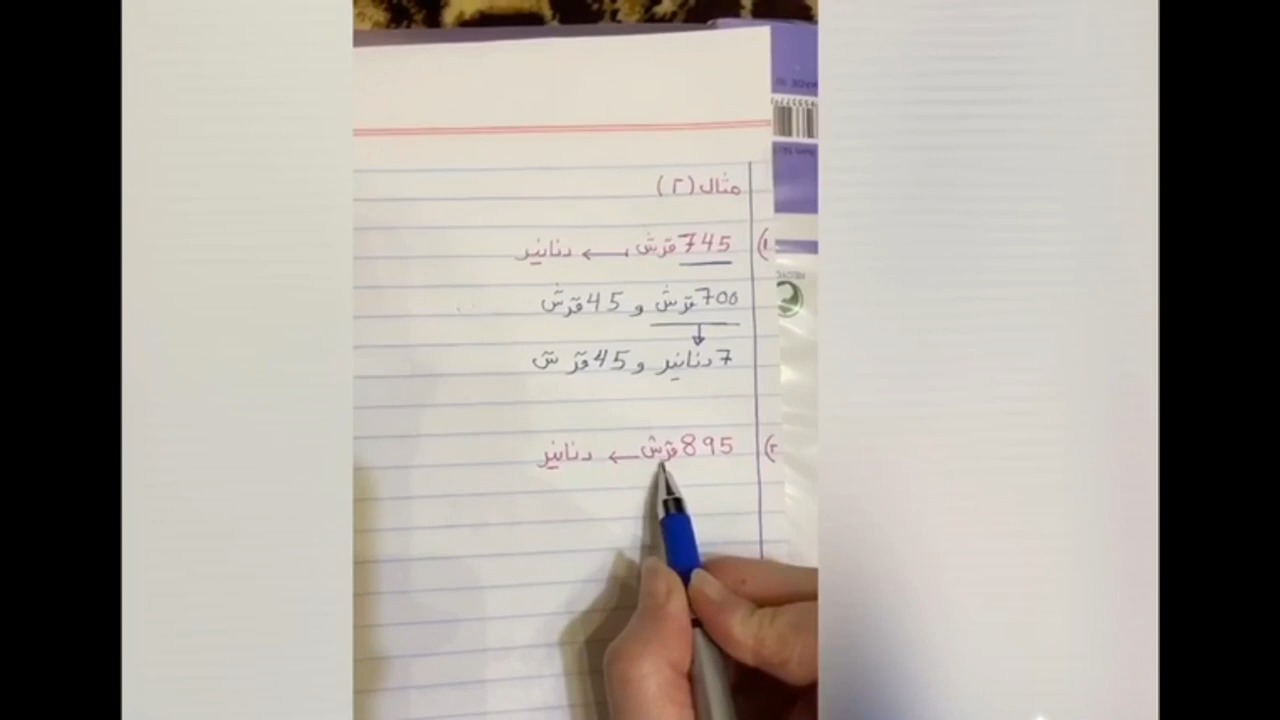 مثال (٢)
١) 745 قرش ← دنانير
700 قرش و 45 قرش
7 دنانير و 45 قرش
٢) 895 قرش ← دنانير